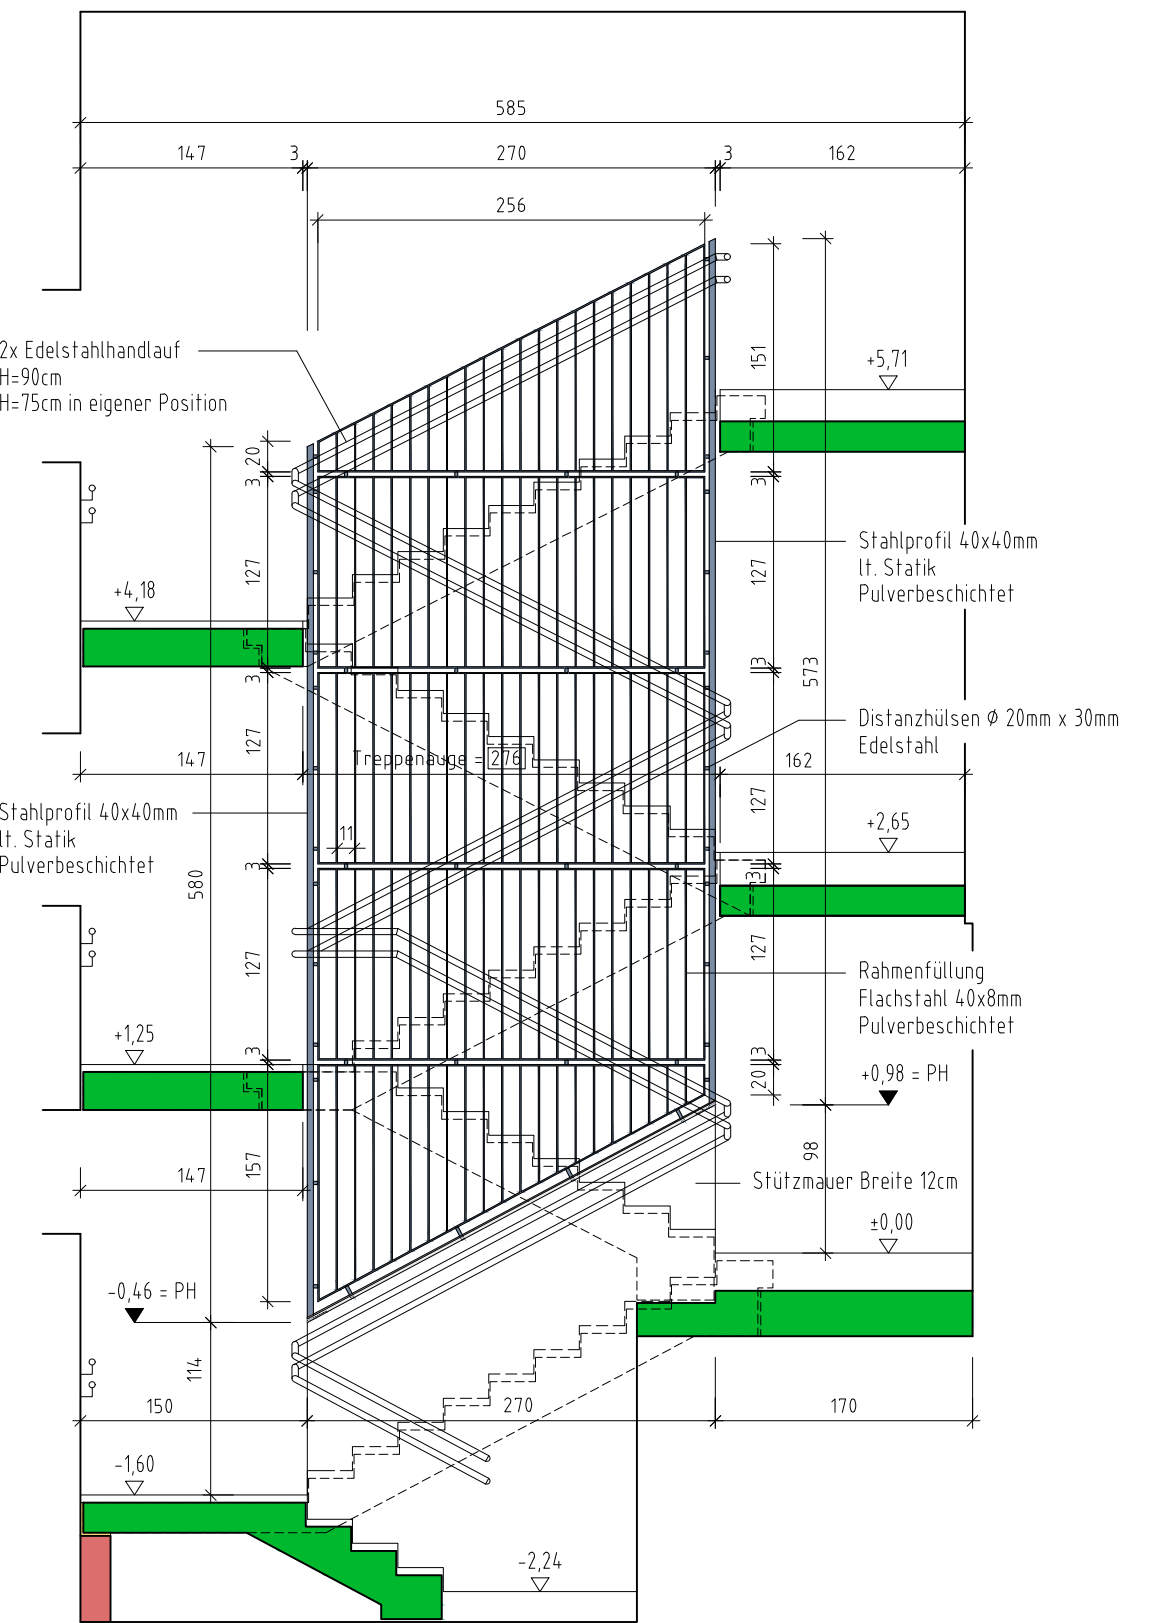 585
147
3
270
3
162
256
2x Edelstahlhandlauf
H=90cm
H=75cm in eigener Position
151
+5,71
20
3
3
127
127
Stahlprofil 40x40mm
lt. Statik
Pulverbeschichtet
+4,18
3
3
573
127
Distanzhülsen Ø 20mm x 30mm
Edelstahl
147
Treppenauge = 276
162
Stahlprofil 40x40mm
lt. Statik
Pulverbeschichtet
127
+2,65
11
580
3
3
127
127
Rahmenfüllung
Flachstahl 40x8mm
Pulverbeschichtet
+1,25
3
3
20
+0,98 = PH
98
147
157
Stützmauer Breite 12cm
±0,00
-0,46 = PH
114
150
270
170
-1,60
-2,24